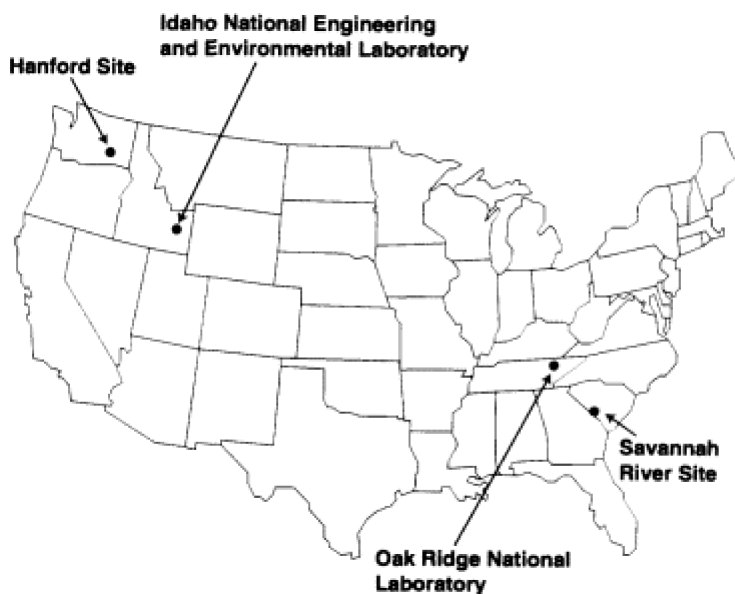 Idaho National Engineering
and Environmental Laboratory
Hanford Site
Savannah
River Site
Oak Ridge National
Laboratory